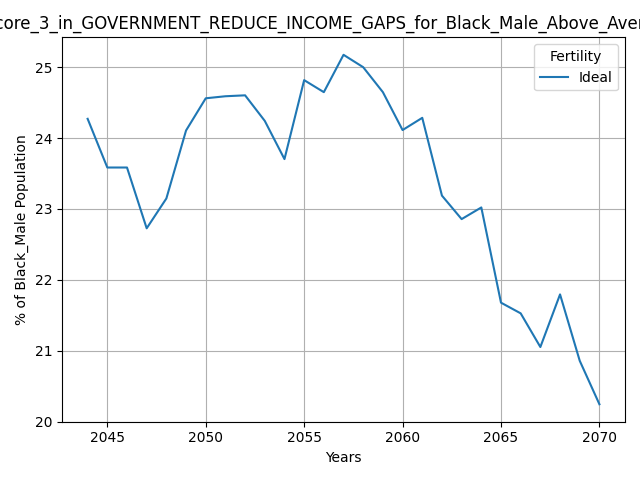 core_3_in_GOVERNMENT_REDUCE_INCOME_GAPS_for_Black_Male_Above_Aver
Fertility
Ideal
% of Black_Male Population
25
24
23
22
21
20
2045 2050 2055 2060 2065 2070
Years